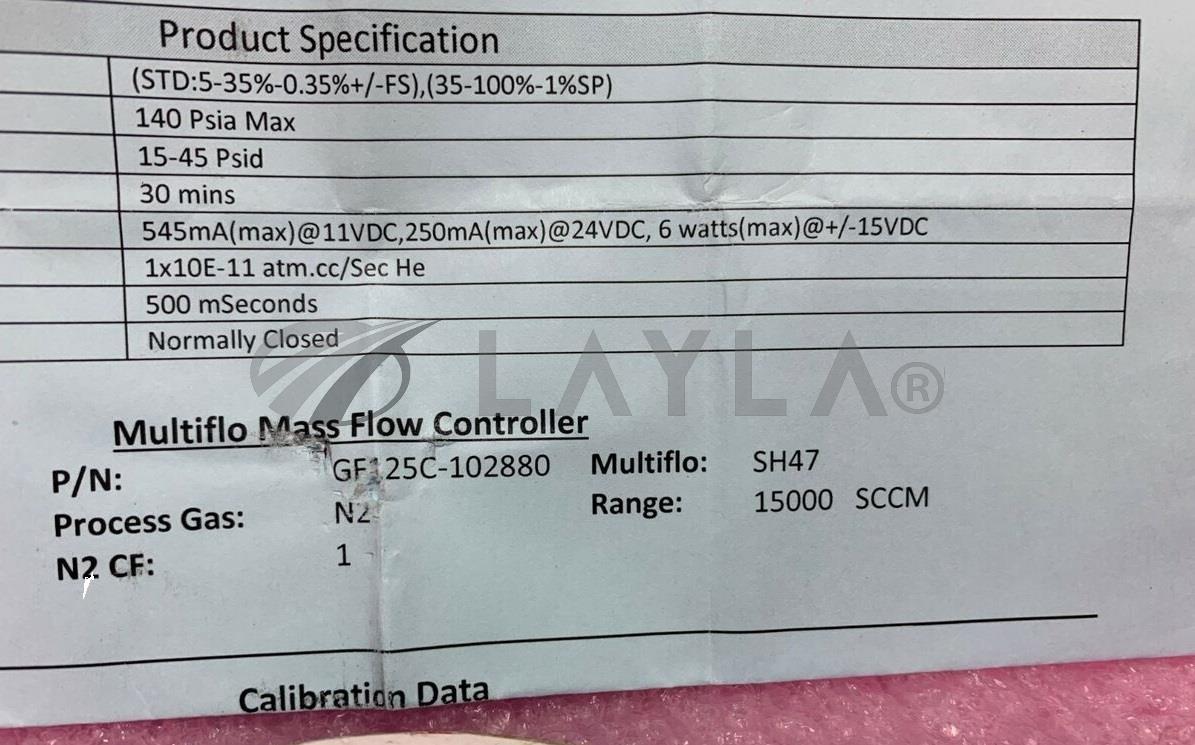 Product Specification
(STD:5-35%-0.35%+/-FS),(35-100%-1%SP)
140 Psia Max
15-45 Psid
30 mins
545mA(max)@11VDC,250mA(max)@24VDC, 6 watts(max)@+/-15VDC
1x10E-11 atm.cc/Sec He
500 mSeconds
Normally Closed
LAYLA®
Multiflo Mass Flow Controller
P/N: GF125C-102880 Multiflo: SH47
Process Gas: N2 Range: 15000 SCCM
N2 CF: 1
Calibration Data